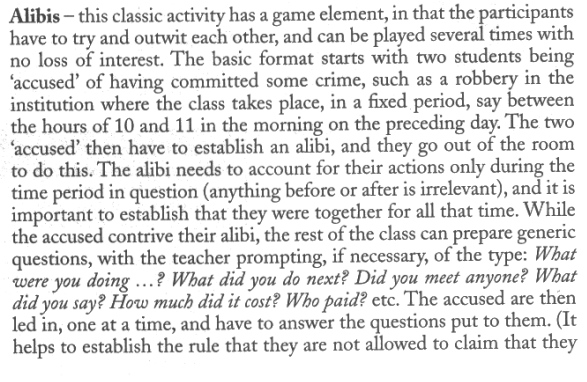 Alibis – this classic activity has a game element, in that the participants
have to try and outwit each other, and can be played several times with
no loss of interest. The basic format starts with two students being
‘accused’ of having committed some crime, such as a robbery in the
institution where the class takes place, in a fixed period, say between
the hours of 10 and 11 in the morning on the preceding day. The two
‘accused’ then have to establish an alibi, and they go out of the room
to do this. The alibi needs to account for their actions only during the
time period in question (anything before or after is irrelevant), and it is
important to establish that they were together for all that time. While
the accused contrive their alibi, the rest of the class can prepare generic
questions, with the teacher prompting, if necessary, of the type: What
were you doing …? What did you do next? Did you meet anyone? What
did you say? How much did it cost? Who paid? etc. The accused are then
led in, one at a time, and have to answer the questions put to them. (It
helps to establish the rule that they are not allowed to claim that they